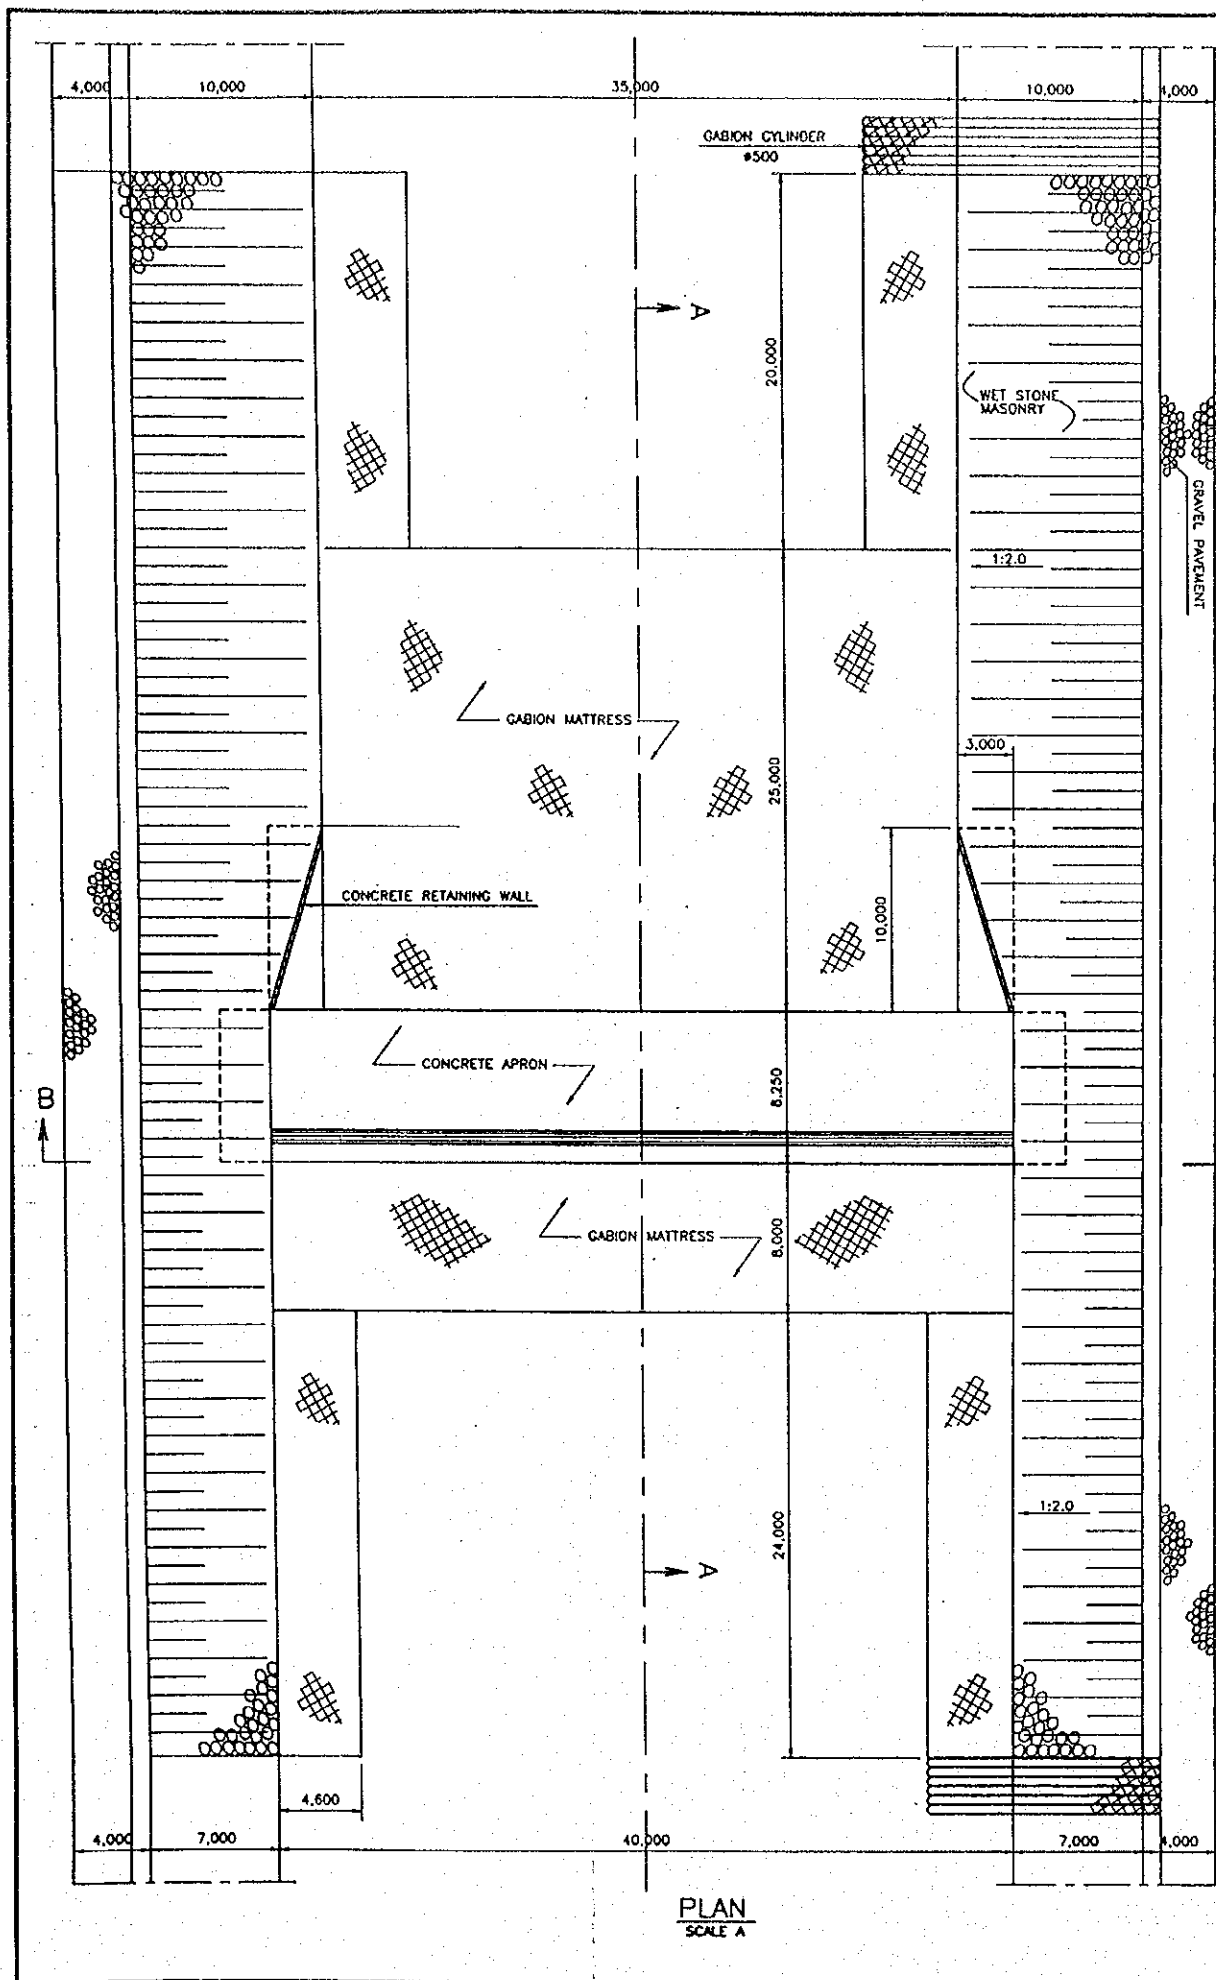 4,000 10,000 35,000 10,000 4,000
GABION CYLINDER
ø500
A
20,000
WET STONE
MASONRY
GRAVEL PAVEMENT
1:2.0
GABION MATTRESS
3,000
25,000
CONCRETE RETAINING WALL
10,000
CONCRETE APRON
8,250
B
GABION MATTRESS
8,000
1:2.0
24,000
A
4,600
4,000 7,000 40,000 7,000 4,000
PLAN
SCALE A